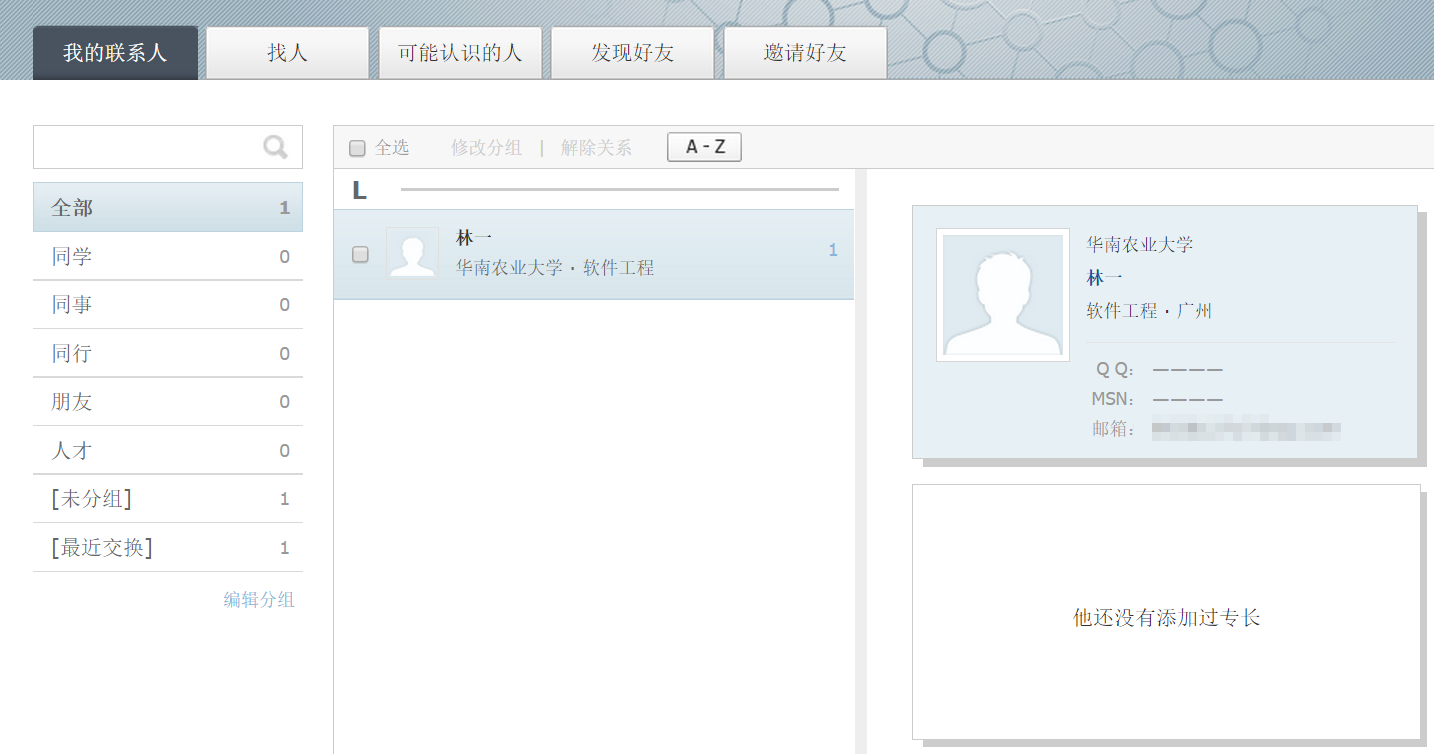 我的联系人
找人
可能认识的人
发现好友
邀请好友
全选 修改分组 | 解除关系 A - Z
全部 1
同学 0
同事 0
同行 0
朋友 0
人才 0
[未分组] 1
[最近交换] 1
编辑分组
L
林一
华南农业大学 · 软件工程
1
华南农业大学
林一
软件工程 · 广州
Q Q: ————
MSN: ————
邮箱:
他还没有添加过专长